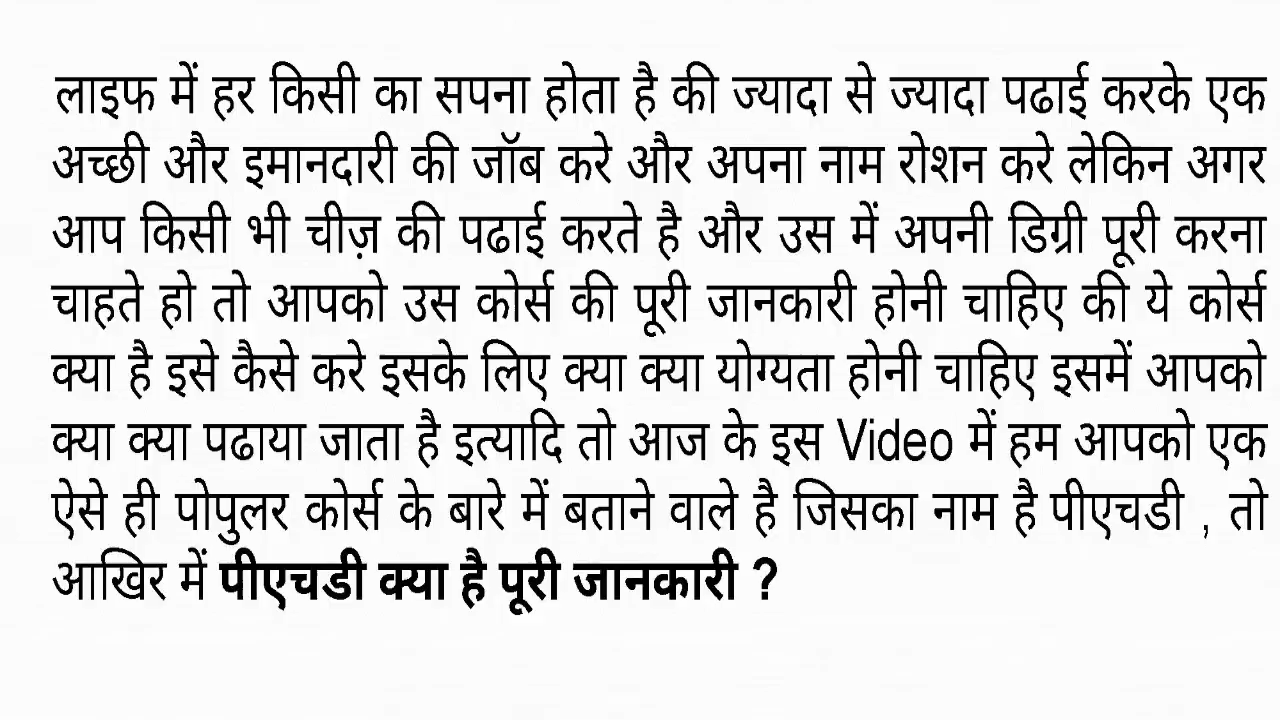 लाइफ में हर किसी का सपना होता है की ज्यादा से ज्यादा पढाई करके एक
अच्छी और इमानदारी की जॉब करे और अपना नाम रोशन करे लेकिन अगर
आप किसी भी चीज़ की पढाई करते है और उस में अपनी डिग्री पूरी करना
चाहते हो तो आपको उस कोर्स की पूरी जानकारी होनी चाहिए की ये कोर्स
क्या है इसे कैसे करे इसके लिए क्या क्या योग्यता होनी चाहिए इसमें आपको
क्या क्या पढाया जाता है इत्यादि तो आज के इस Video में हम आपको एक
ऐसे ही पोपुलर कोर्स के बारे में बताने वाले है जिसका नाम है पीएचडी , तो
आखिर में पीएचडी क्या है पूरी जानकारी ?